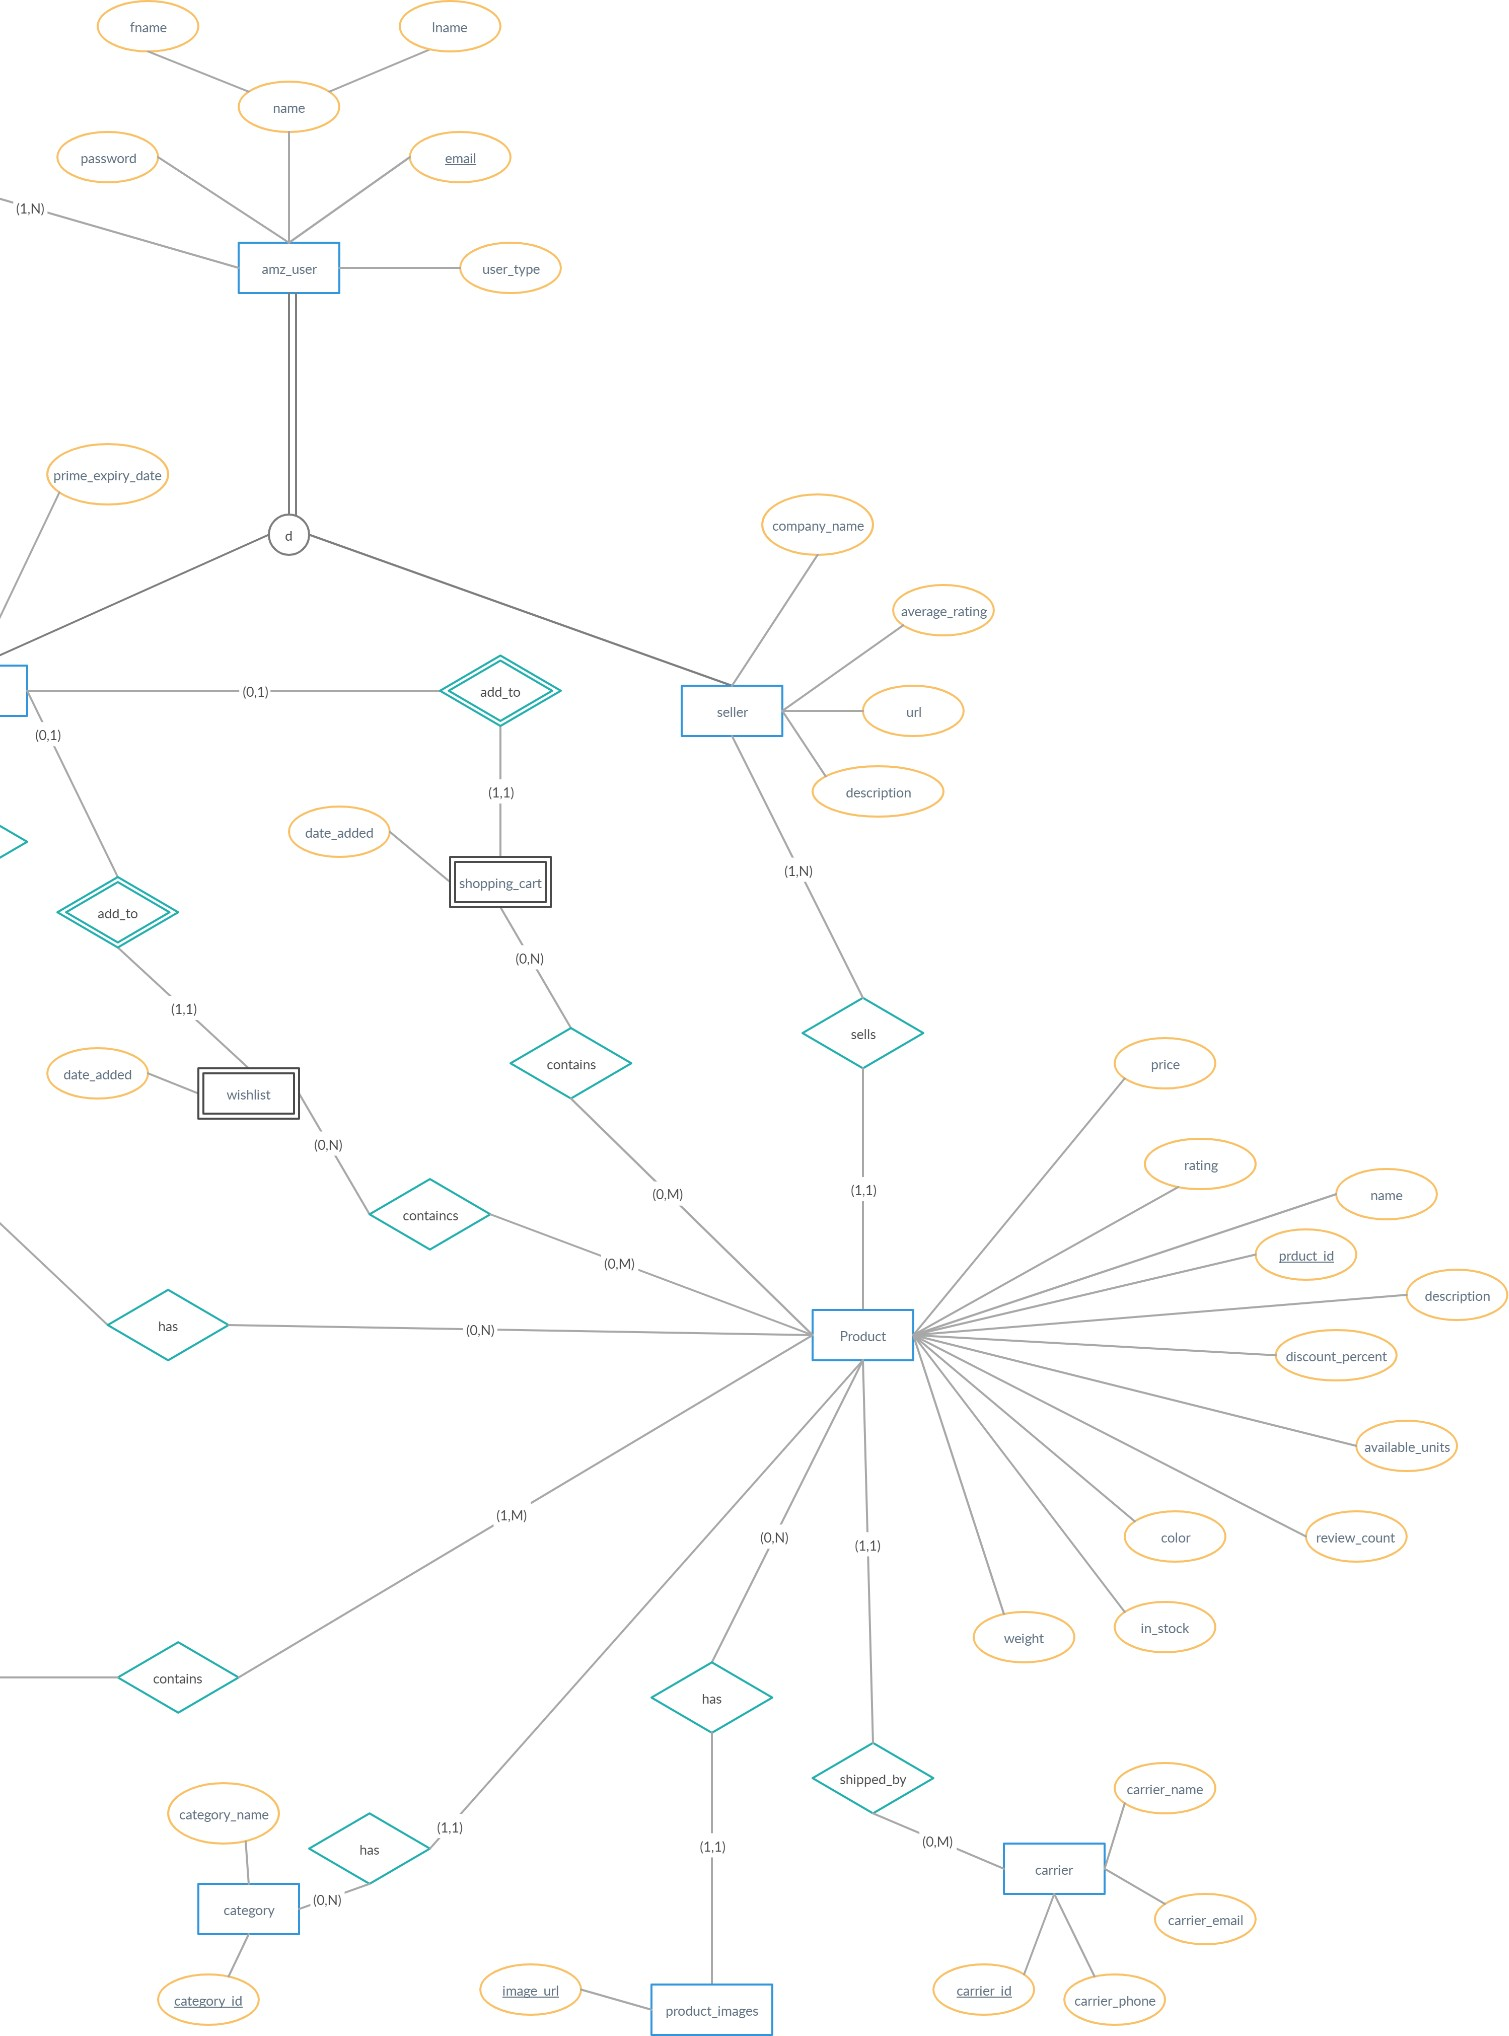 fname
lname
name
password
email
(1,N)
amz_user
user_type
prime_expiry_date
company_name
d
average_rating
(0,1)
add_to
seller
url
(0,1)
(1,1)
description
date_added
(1,N)
shopping_cart
add_to
(0,N)
(1,1)
sells
contains
price
date_added
wishlist
(0,N)
rating
(1,1)
(0,M)
name
containcs
prduct_id
(0,M)
description
has
(0,N)
Product
discount_percent
available_units
(1,M)
(0,N)
(1,1)
color
review_count
in_stock
weight
contains
has
shipped_by
carrier_name
category_name
(1,1)
(0,M)
has
(1,1)
carrier
(0,N)
category
carrier_email
image_url
carrier_id
category_id
carrier_phone
product_images